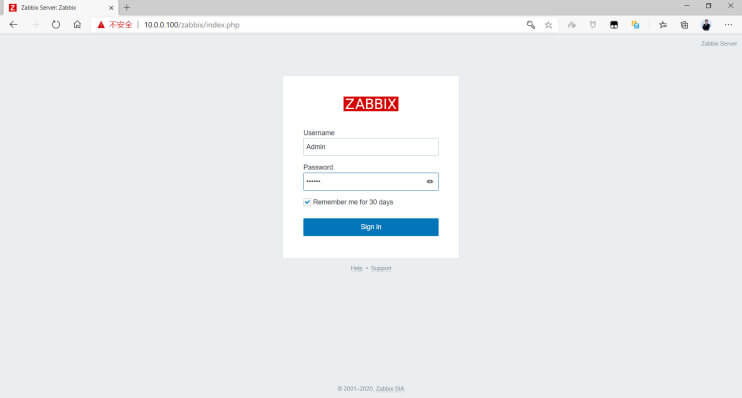 Zabbix Server: Zabbix
不安全 | 10.0.0.100/zabbix/index.php
Zabbix Server
ZABBIX
Username
Admin
Password
••••••
Remember me for 30 days
Sign in
Help • Support
© 2001–2020, Zabbix SIA